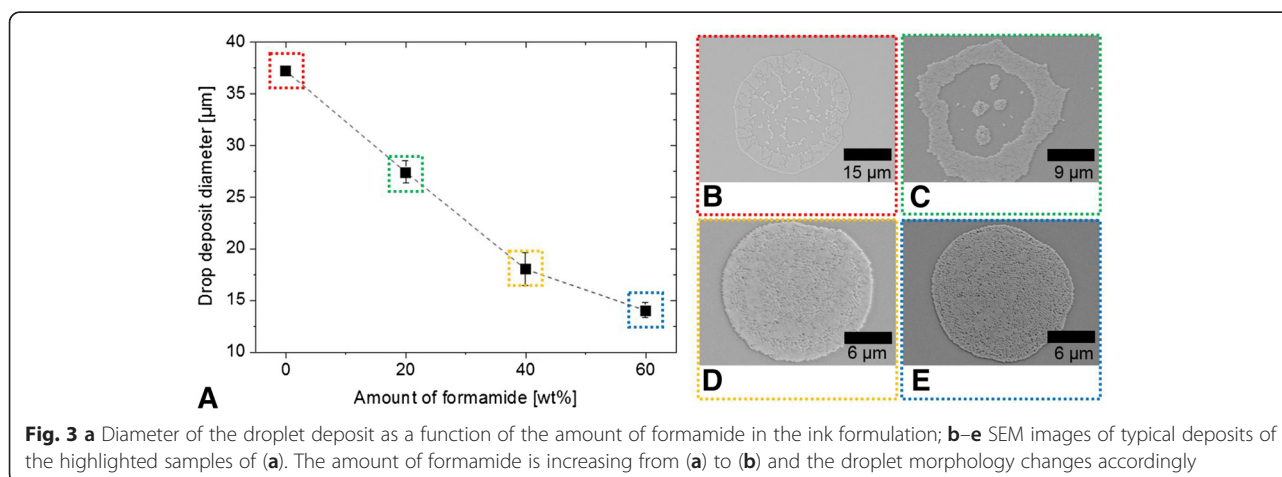 40
35
30
25
20
15
10
Drop deposit diameter [µm]
0 20 40 60
A Amount of formamide [wt%]
15 µm
B
9 µm
C
6 µm
D
6 µm
E
Fig. 3 a Diameter of the droplet deposit as a function of the amount of formamide in the ink formulation; b–e SEM images of typical deposits of
the highlighted samples of (a). The amount of formamide is increasing from (a) to (b) and the droplet morphology changes accordingly